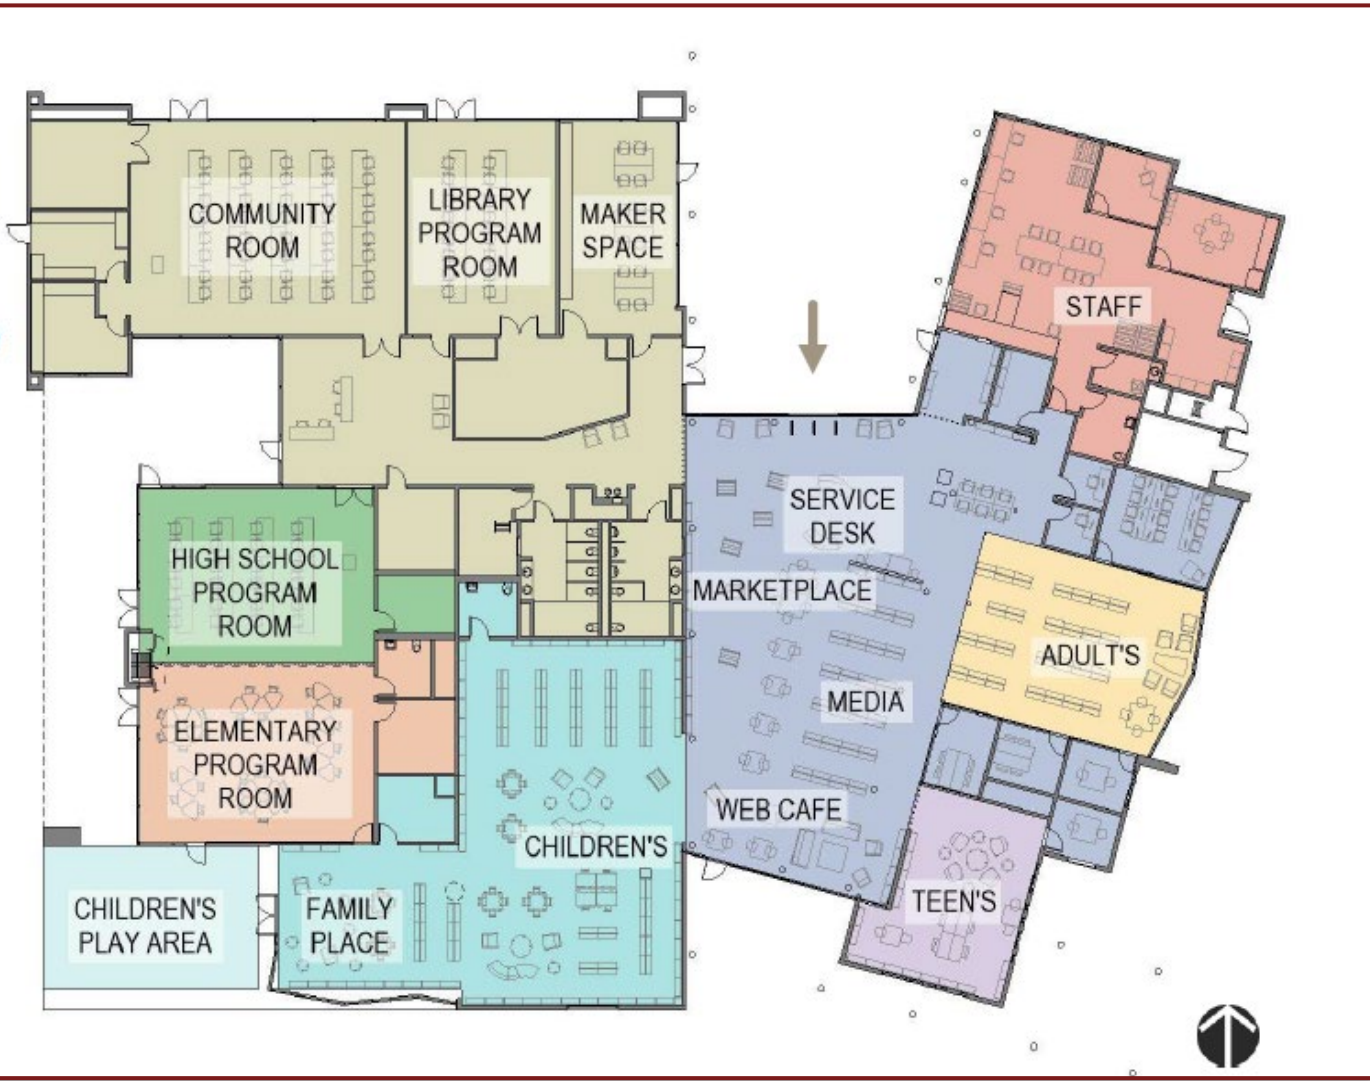 COMMUNITY
ROOM
LIBRARY
PROGRAM
ROOM
MAKER
SPACE
STAFF
SERVICE
DESK
HIGH SCHOOL
PROGRAM
ROOM
MARKETPLACE
ADULT'S
MEDIA
ELEMENTARY
PROGRAM
ROOM
WEB CAFE
CHILDREN'S
TEEN'S
CHILDREN'S
PLAY AREA
FAMILY
PLACE